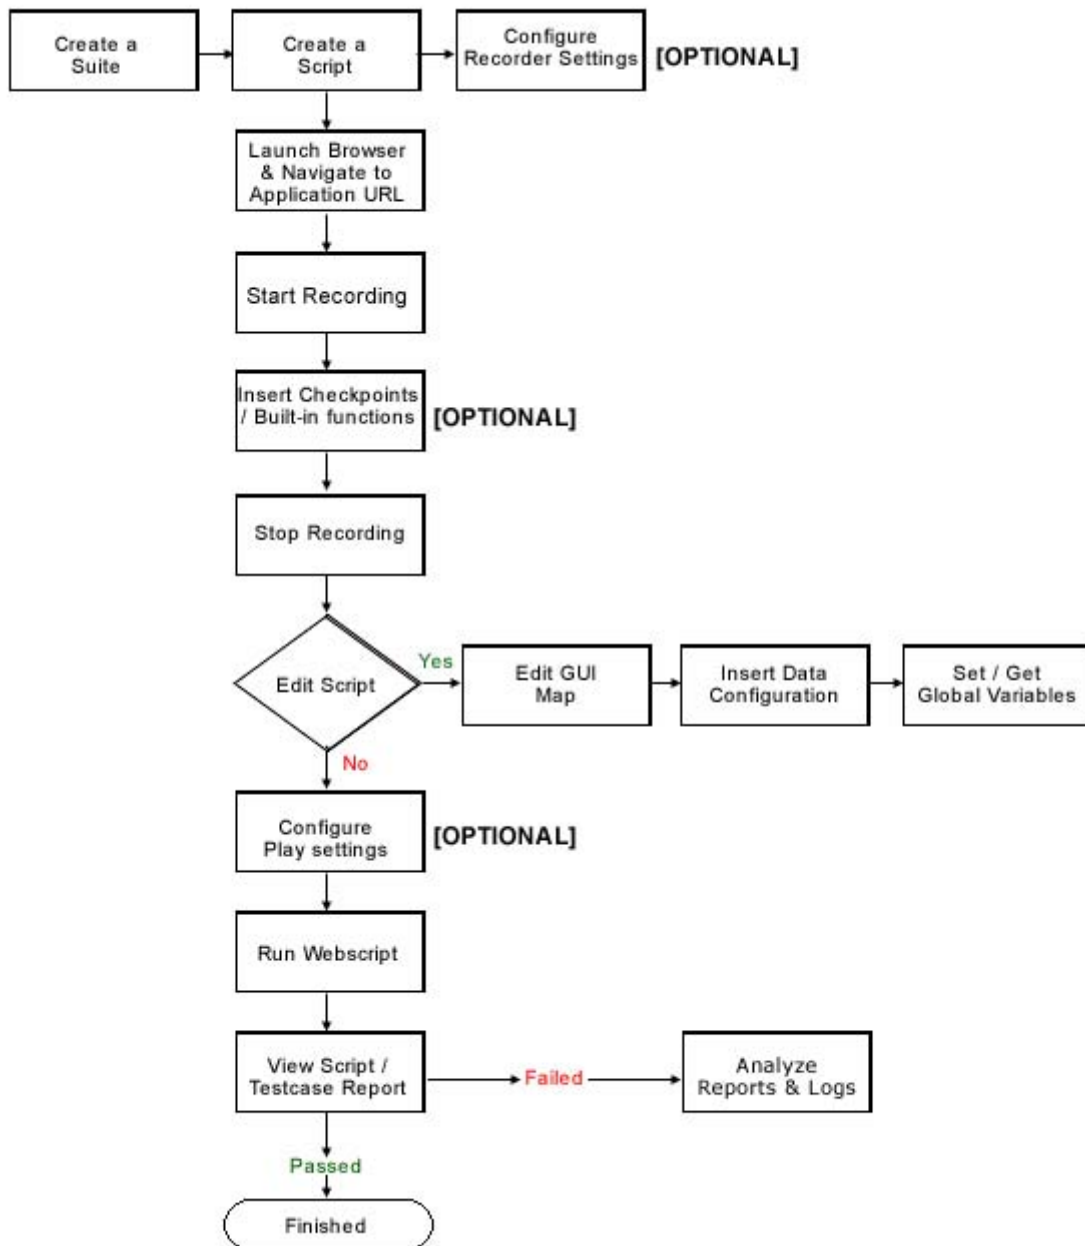 Create a
Suite
Create a
Script
Configure
Recorder Settings
[OPTIONAL]
Launch Browser
& Navigate to
Application URL
Start Recording
Insert Checkpoints
/ Built-in functions
[OPTIONAL]
Stop Recording
Edit Script
Yes
Edit GUI
Map
Insert Data
Configuration
Set / Get
Global Variables
No
Configure
Play settings
[OPTIONAL]
Run Webscript
View Script /
Testcase Report
Failed
Analyze
Reports & Logs
Passed
Finished